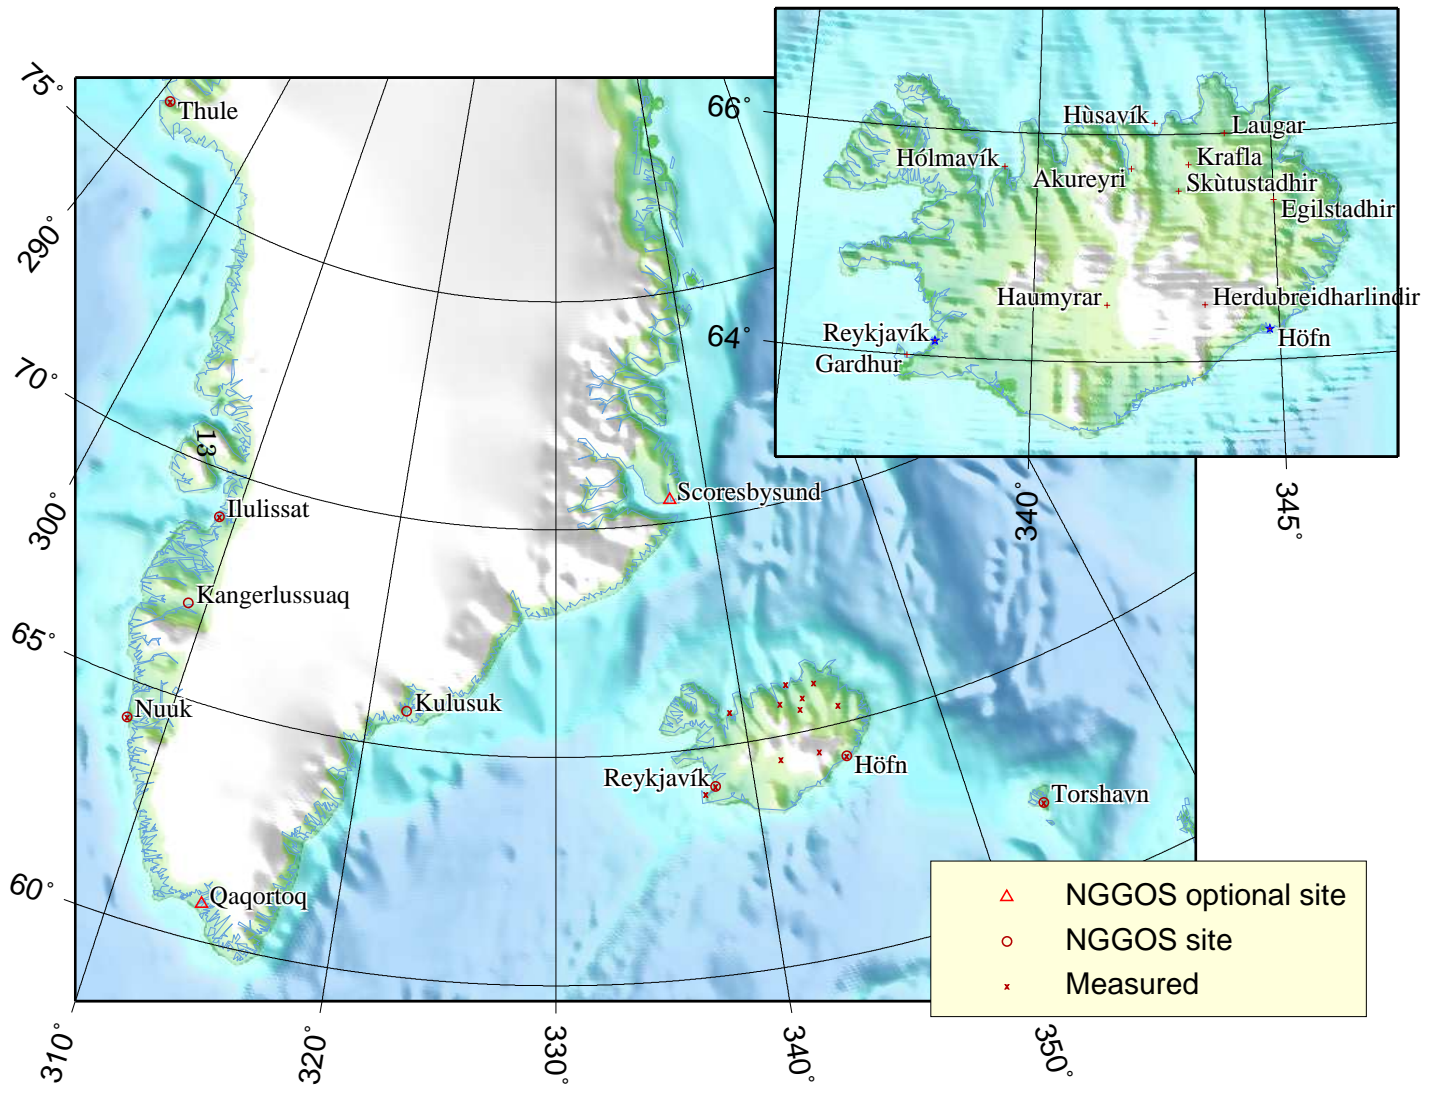 75°
290°
70°
300°
65°
60°
310°
320°
330°
340°
350°
Thule
13
Ilulissat
Kangerlussuaq
Nuuk
Qaqortoq
Kulusuk
Scoresbysund
Reykjavík
Höfn
Torshavn
66°
64°
340°
345°
Hùsavík
Laugar
Hólmavík
Krafla
Akureyri
Skùtustadhir
Egilstadhir
Haumyrar
Herdubreidharlindir
Reykjavík
Höfn
Gardhur
NGGOS optional site
NGGOS site
Measured